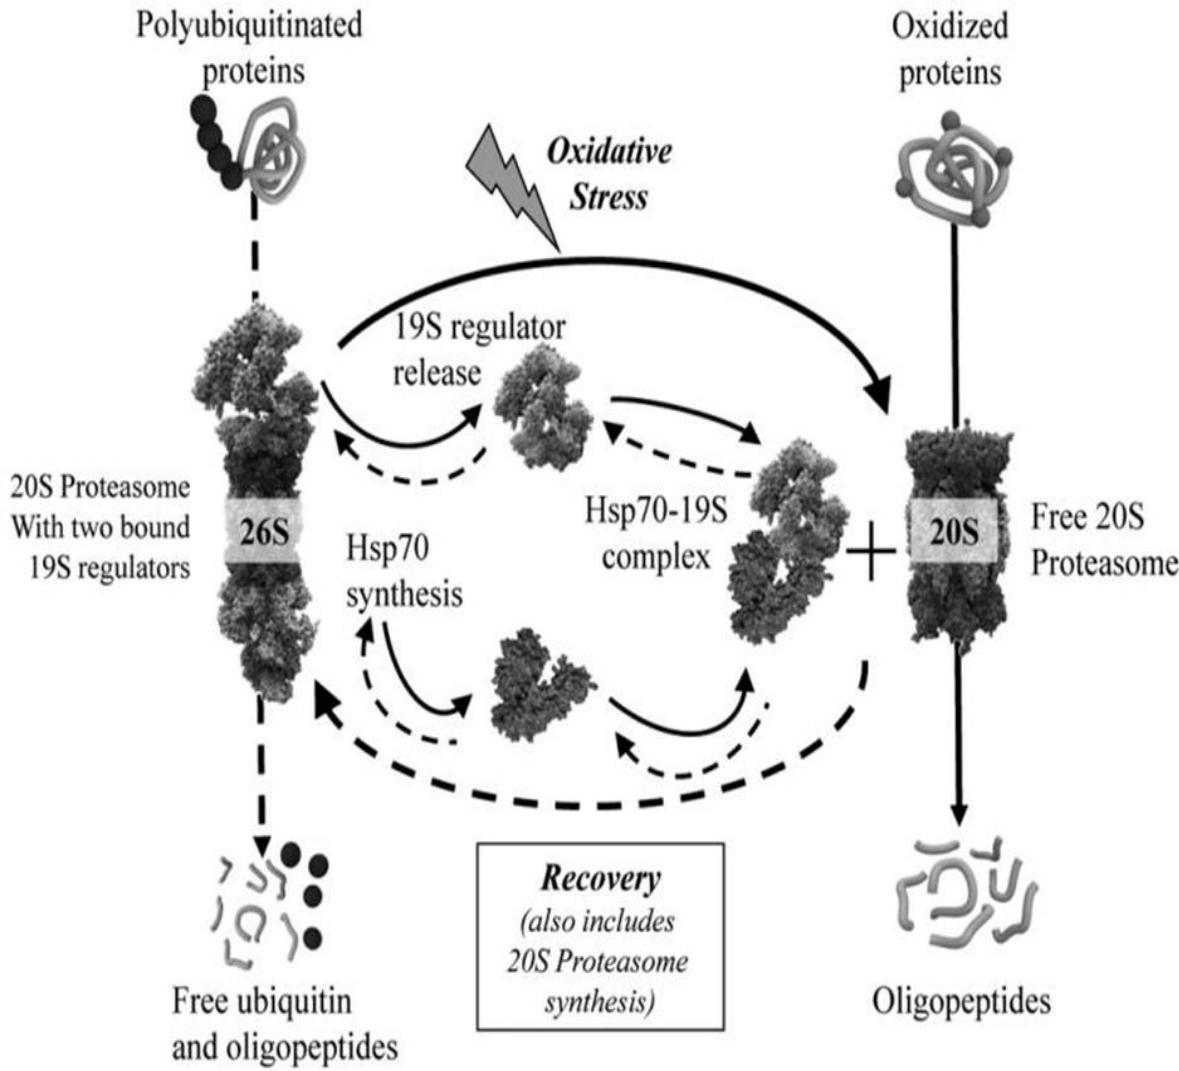 Polyubiquitinated
proteins
Oxidized
proteins
Oxidative
Stress
19S regulator
release
20S Proteasome
With two bound
19S regulators
26S
Hsp70
synthesis
Hsp70-19S
complex
+
20S
Free 20S
Proteasome
Recovery
(also includes
20S Proteasome
synthesis)
Free ubiquitin
and oligopeptides
Oligopeptides